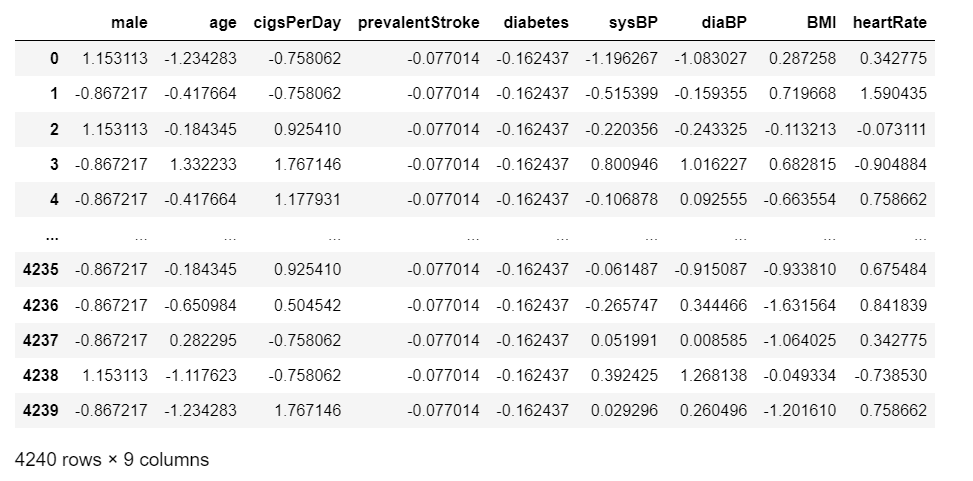 male age cigsPerDay prevalentStroke diabetes sysBP diaBP BMI heartRate
0 1.153113 -1.234283 -0.758062 -0.077014 -0.162437 -1.196267 -1.083027 0.287258 0.342775
1 -0.867217 -0.417664 -0.758062 -0.077014 -0.162437 -0.515399 -0.159355 0.719668 1.590435
2 1.153113 -0.184345 0.925410 -0.077014 -0.162437 -0.220356 -0.243325 -0.113213 -0.073111
3 -0.867217 1.332233 1.767146 -0.077014 -0.162437 0.800946 1.016227 0.682815 -0.904884
4 -0.867217 -0.417664 1.177931 -0.077014 -0.162437 -0.106878 0.092555 -0.663554 0.758662
... ... ... ... ... ... ... ... ... ...
4235 -0.867217 -0.184345 0.925410 -0.077014 -0.162437 -0.061487 -0.915087 -0.933810 0.675484
4236 -0.867217 -0.650984 0.504542 -0.077014 -0.162437 -0.265747 0.344466 -1.631564 0.841839
4237 -0.867217 0.282295 -0.758062 -0.077014 -0.162437 0.051991 0.008585 -1.064025 0.342775
4238 1.153113 -1.117623 -0.758062 -0.077014 -0.162437 0.392425 1.268138 -0.049334 -0.738530
4239 -0.867217 -1.234283 1.767146 -0.077014 -0.162437 0.029296 0.260496 -1.201610 0.758662
4240 rows × 9 columns